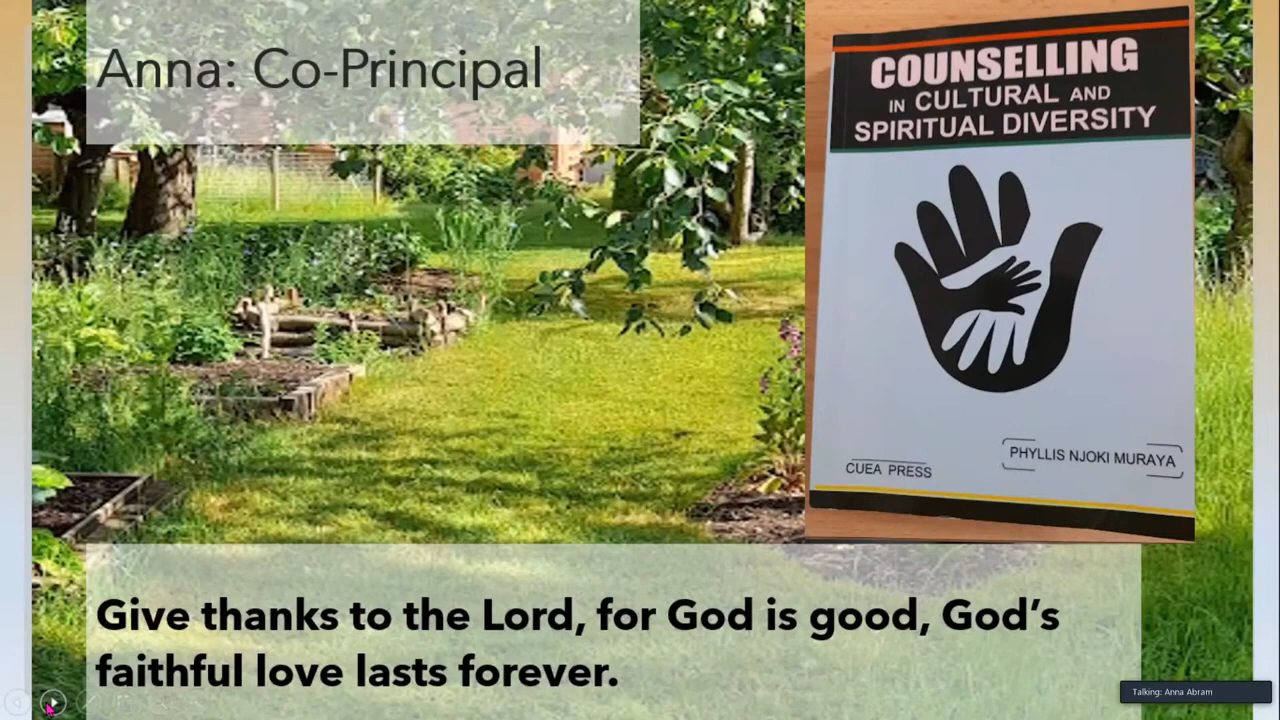 Anna: Co-Principal
COUNSELLING
IN CULTURAL AND
SPIRITUAL DIVERSITY
CUEA PRESS
PHYLLIS NJOKI MURAYA
Give thanks to the Lord, for God is good, God’s
faithful love lasts forever.
Talking: Anna Abram